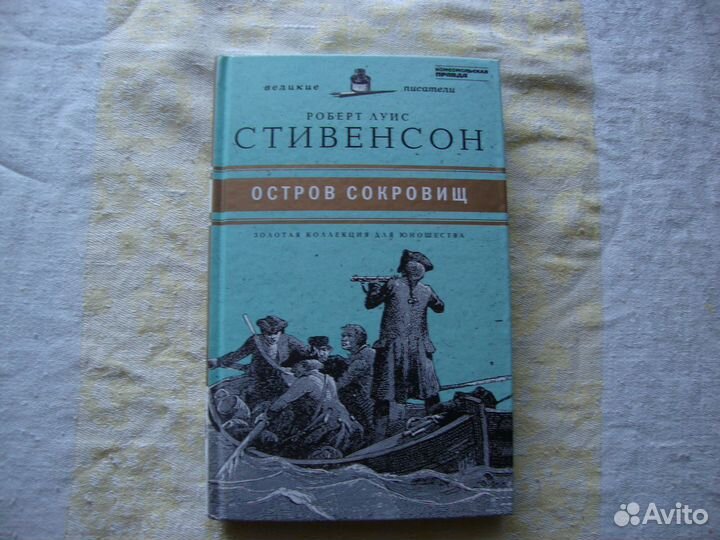 КОМСОМОЛЬСКАЯ
ПРАВДА
великие писатели
РОБЕРТ ЛУИС
СТИВЕНСОН
ОСТРОВ СОКРОВИЩ
ЗОЛОТАЯ КОЛЛЕКЦИЯ ДЛЯ ЮНОШЕСТВА
Avito